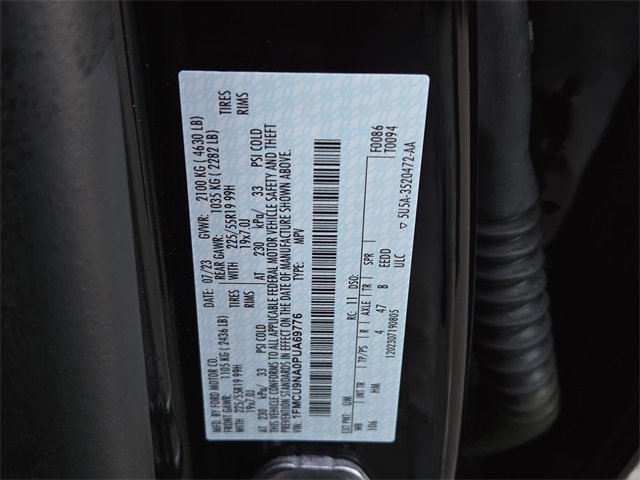 MFD. BY FORD MOTOR CO. DATE: 07/23 GVWR: 2100 KG ( 4630 LB)
FRONT GAWR: 1105 KG (2436 LB) REAR GAWR: 1035 KG ( 2282 LB)
WITH 225/55R19 99H TIRES WITH 225/55R19 99H TIRES
19x7.0J RIMS 19x7.0J RIMS
AT 230 kPa/ 33 PSI COLD AT 230 kPa/ 33 PSI COLD
THIS VEHICLE CONFORMS TO ALL APPLICABLE FEDERAL MOTOR VEHICLE SAFETY AND THEFT
PREVENTION STANDARDS IN EFFECT ON THE DATE OF MANUFACTURE SHOWN ABOVE.
VIN: 1FMCU9NA0PUA69776 TYPE: MPV
F0086
EXT PNT: UM RC: 11 DSO: T0094
WB INT TR TP/PS R AXLE TR SPR
106 HM 4 47 8 EEDD
ULC
1202307190805 ▽ 5U5A-3520472-AA